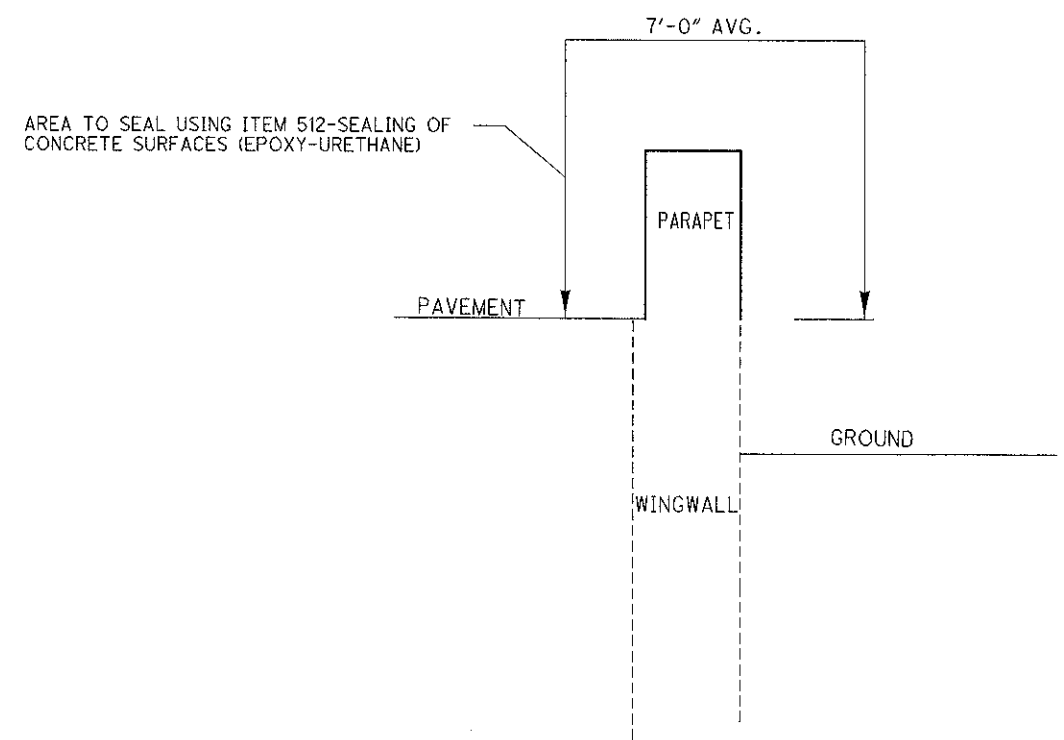 7'-0" AVG.
AREA TO SEAL USING ITEM 512-SEALING OF
CONCRETE SURFACES (EPOXY-URETHANE)
PARAPET
PAVEMENT
GROUND
WINGWALL